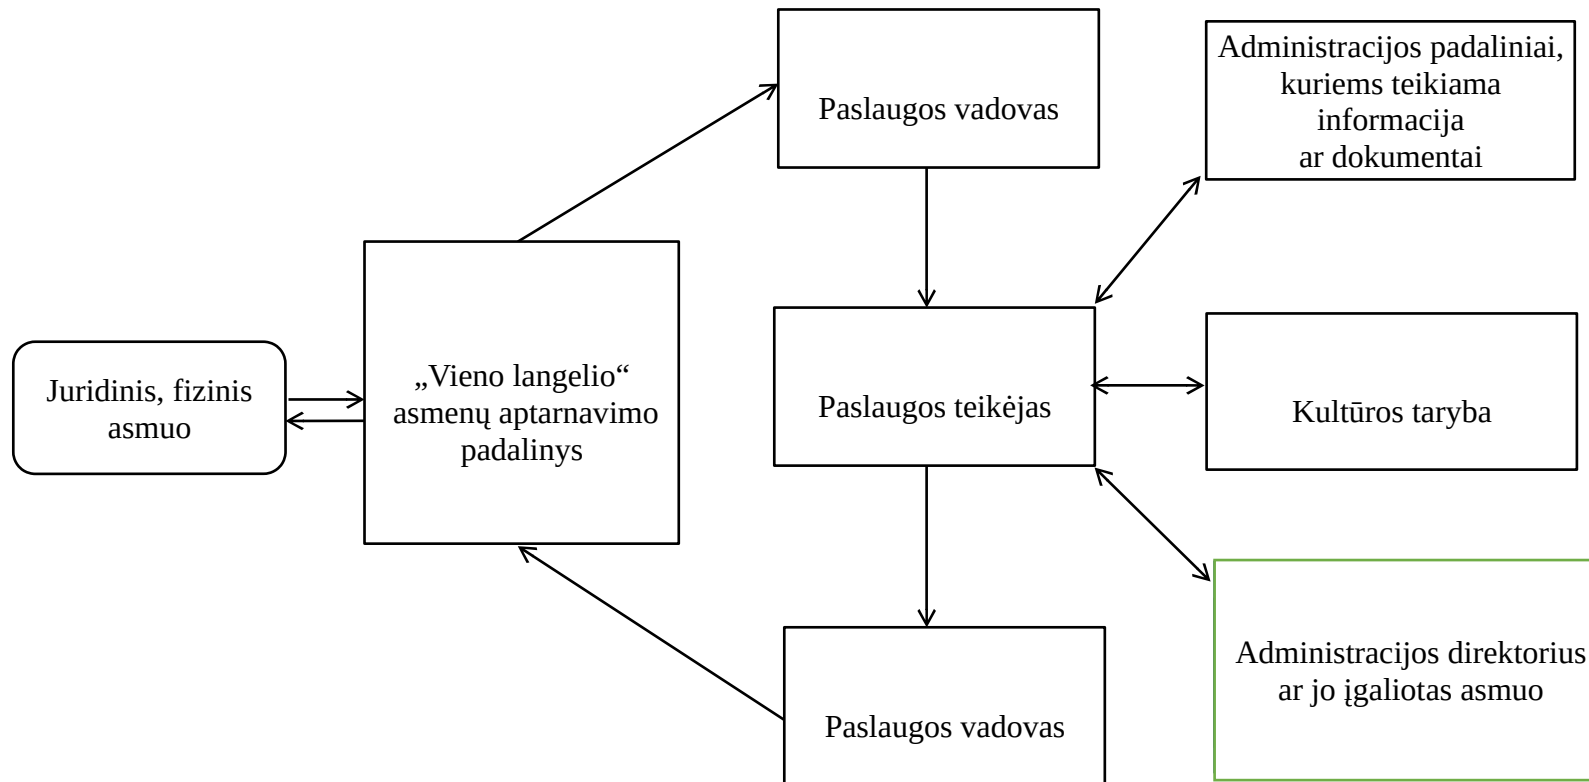 Paslaugos vadovas
Administracijos padaliniai,
kuriems teikiama
informacija
ar dokumentai
Juridinis, fizinis
asmuo
„Vieno langelio“
asmenų aptarnavimo
padalinys
Paslaugos teikėjas
Kultūros taryba
Administracijos direktorius
ar jo įgaliotas asmuo
Paslaugos vadovas